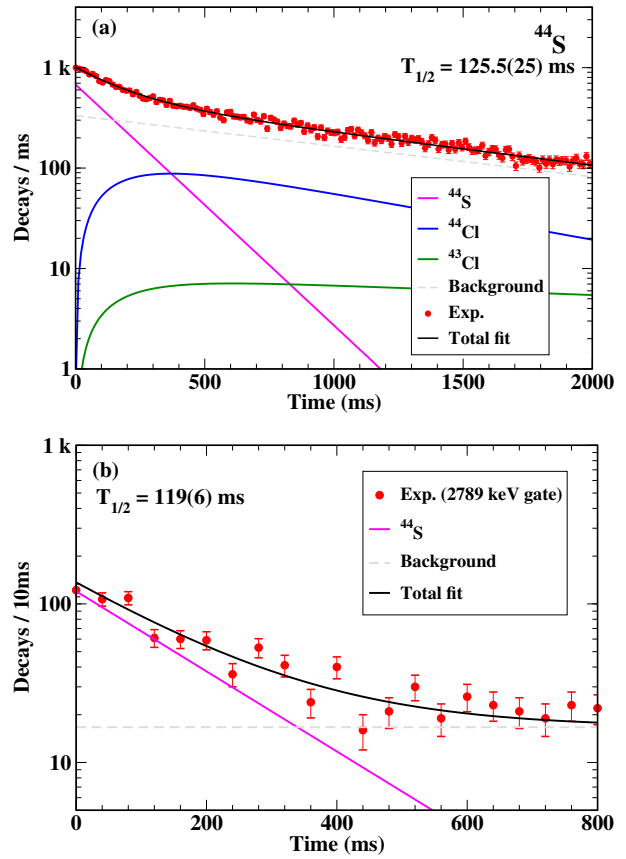 (a)
⁴⁴S
T₁/₂ = 125.5(25) ms
Decays / ms
1 k
100
10
1
⁴⁴S
⁴⁴Cl
⁴³Cl
Background
Exp.
Total fit
0 500 1000 1500 2000
Time (ms)
(b)
T₁/₂ = 119(6) ms
Decays / 10ms
1 k
100
10
Exp. (2789 keV gate)
⁴⁴S
Background
Total fit
0 200 400 600 800
Time (ms)